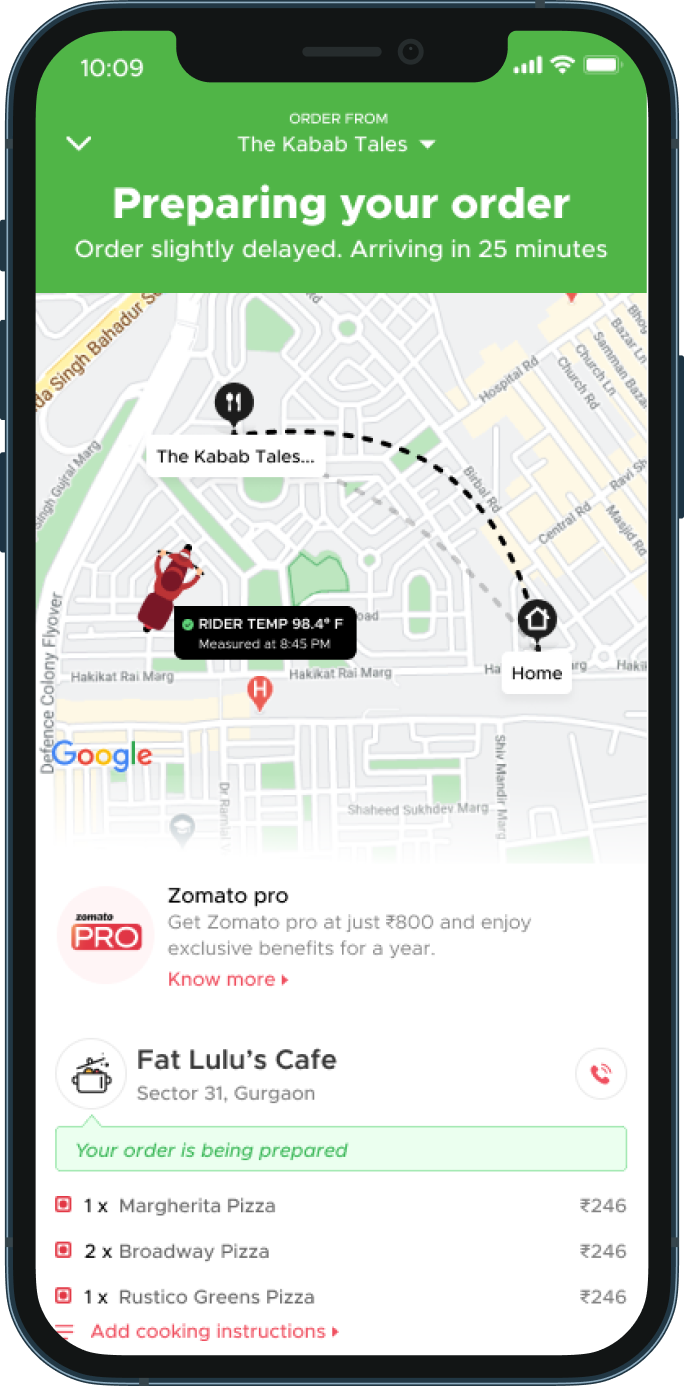 10:09
ORDER FROM
The Kabab Tales
Preparing your order
Order slightly delayed. Arriving in 25 minutes
da Singh Bahadur
Rd
Bazar Ln
Samman Bazar
Church Ln
Church Rd
Hospital Rd
The Kabab Tales...
Singh Gujral Marg
Birbal Rd
Central Rd
Ravi Sh
Masjid Rd
RIDER TEMP 98.4° F
Measured at 8:45 PM
oad
Defence Colony Flyover
Home
Hakikat Rai Marg
H
Hakikat Rai Marg
Ha
arg
Haki
Google
Shiv Mandir Marg
Shaheed Sukhdev Marg
Zomato pro
zomato
PRO
Get Zomato pro at just ₹800 and enjoy
exclusive benefits for a year.
Know more
Fat Lulu's Cafe
Sector 31, Gurgaon
Your order is being prepared
1 x Margherita Pizza ₹246
2 x Broadway Pizza ₹246
1 x Rustico Greens Pizza ₹246
Add cooking instructions